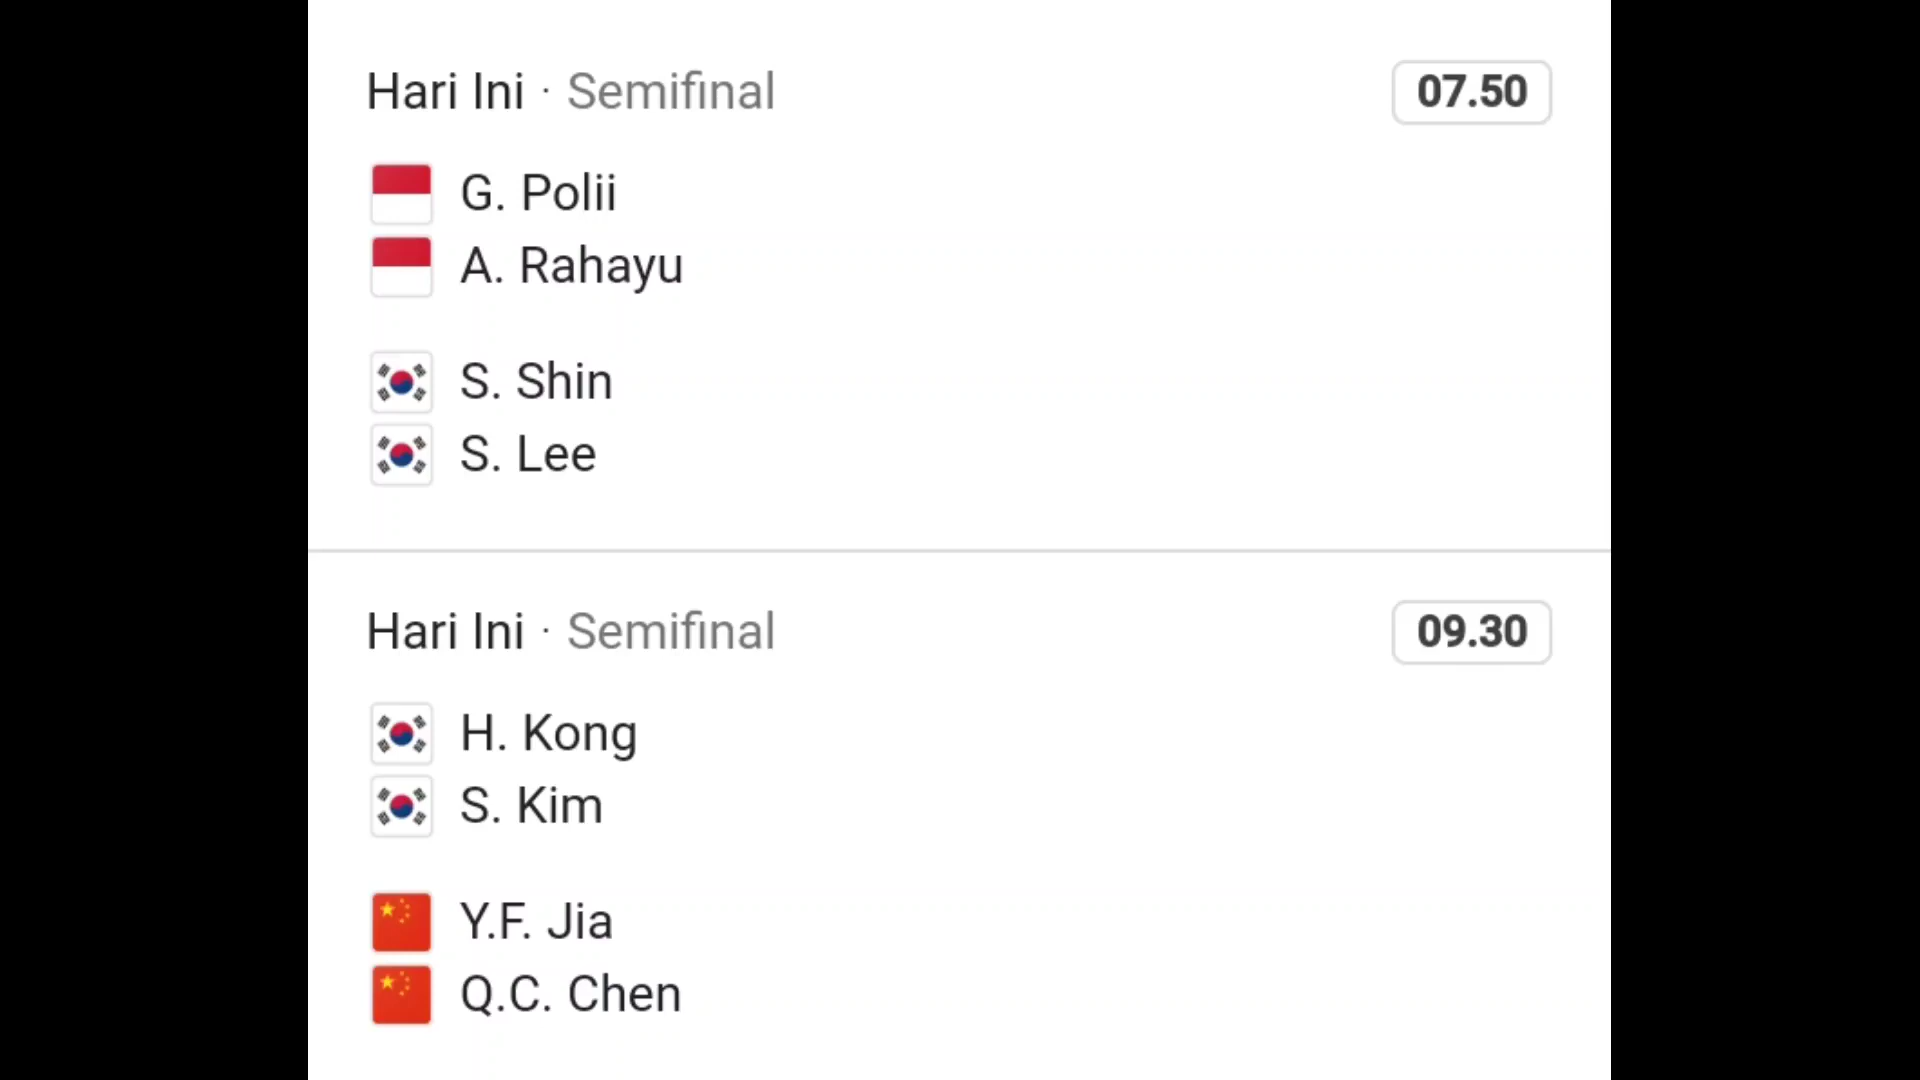 Hari Ini · Semifinal 07.50
G. Polii
A. Rahayu
S. Shin
S. Lee
Hari Ini · Semifinal 09.30
H. Kong
S. Kim
Y.F. Jia
Q.C. Chen